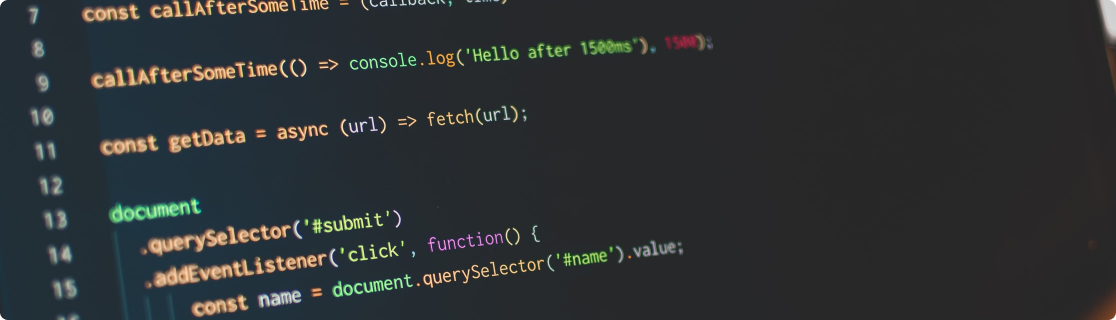 7 const callAfterSomeTime = (callback, time)
8
9 callAfterSomeTime(() => console.log('Hello after 1500ms'), 1500);
10
11 const getData = async (url) => fetch(url);
12
13 document
14 .querySelector('#submit')
15 .addEventListener('click', function() {
const name = document.querySelector('#name').value;